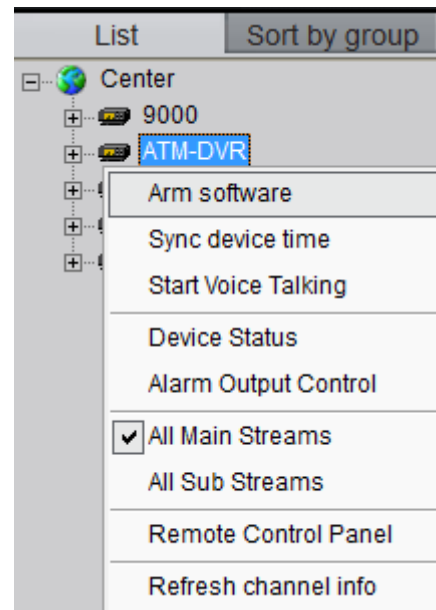 List Sort by group
Center
9000
ATM-DVR
Arm software
Sync device time
Start Voice Talking
Device Status
Alarm Output Control
All Main Streams
All Sub Streams
Remote Control Panel
Refresh channel info